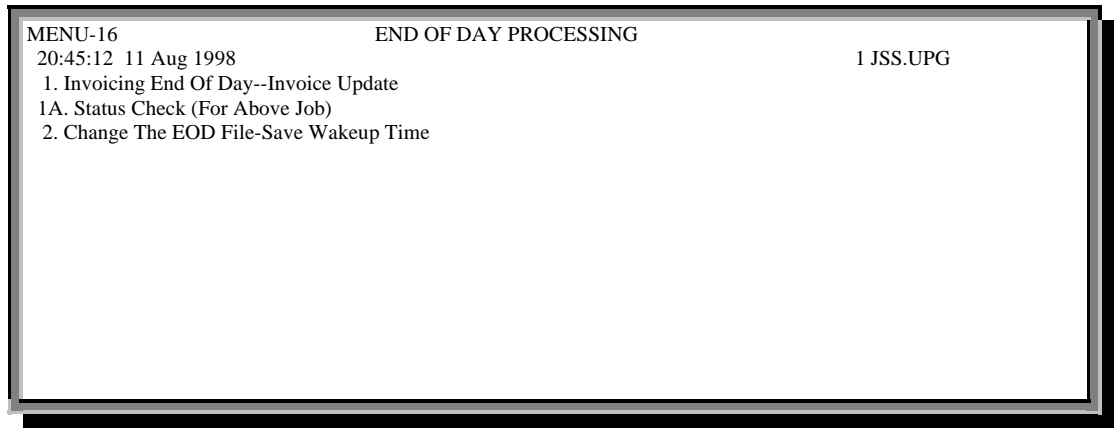 MENU-16 END OF DAY PROCESSING
20:45:12 11 Aug 1998 1 JSS.UPG
1. Invoicing End Of Day--Invoice Update
1A. Status Check (For Above Job)
2. Change The EOD File-Save Wakeup Time